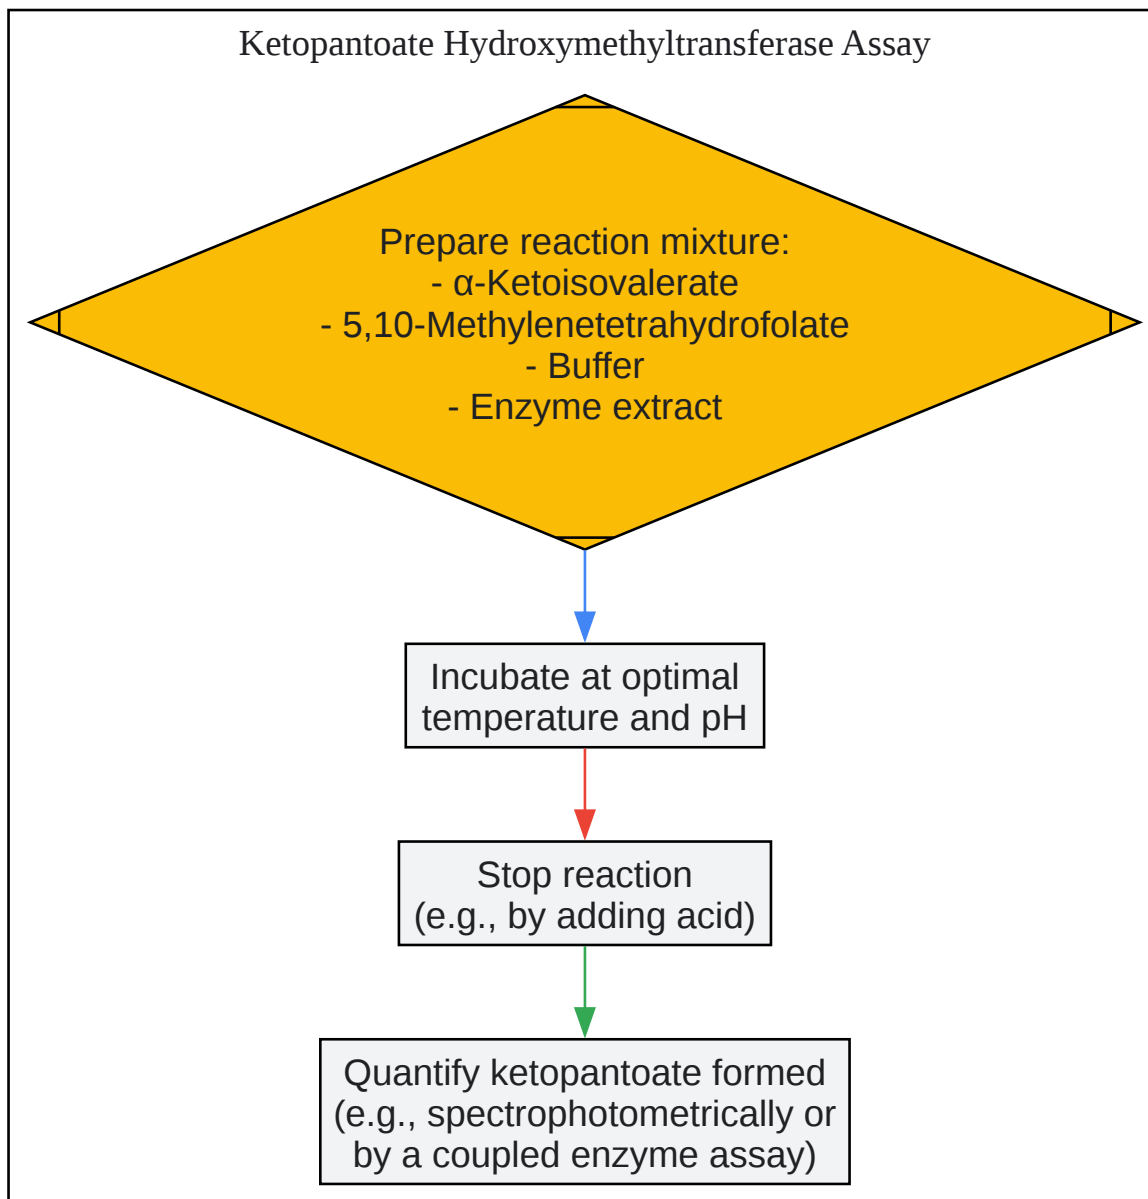 Ketopantoate Hydroxymethyltransferase Assay
Prepare reaction mixture:
- α-Ketoisovalerate
- 5,10-Methylenetetrahydrofolate
- Buffer
- Enzyme extract
Incubate at optimal
temperature and pH
Stop reaction
(e.g., by adding acid)
Quantify ketopantoate formed
(e.g., spectrophotometrically or
by a coupled enzyme assay)